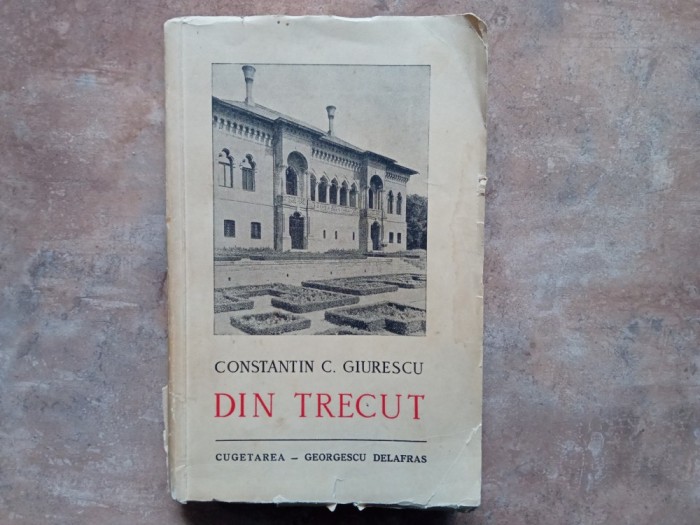 CONSTANTIN C. GIURESCU
DIN TRECUT
CUGETAREA – GEORGESCU DELAFRAS